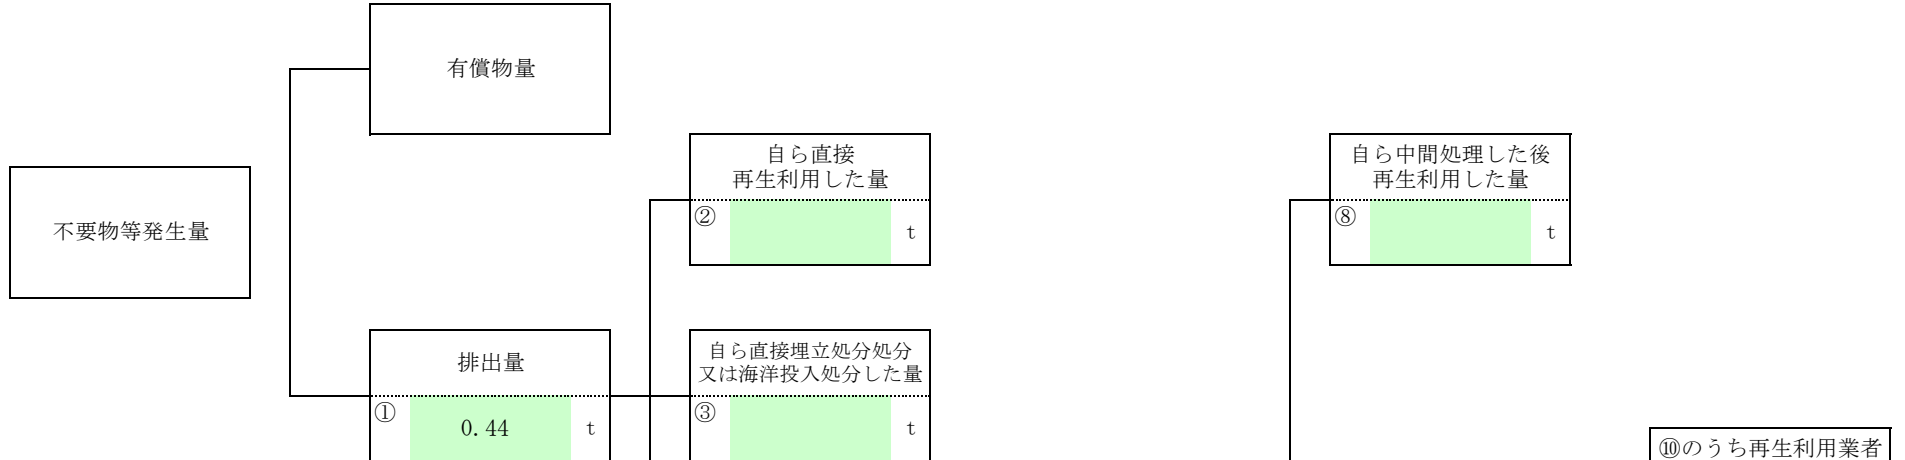 有償物量
不要物等発生量
自ら直接
再生利用した量
②
t
自ら中間処理した後
再生利用した量
⑧
t
排出量
①
0.44
t
自ら直接埋立処分処分
又は海洋投入処分した量
③
t
⑩のうち再生利用業者